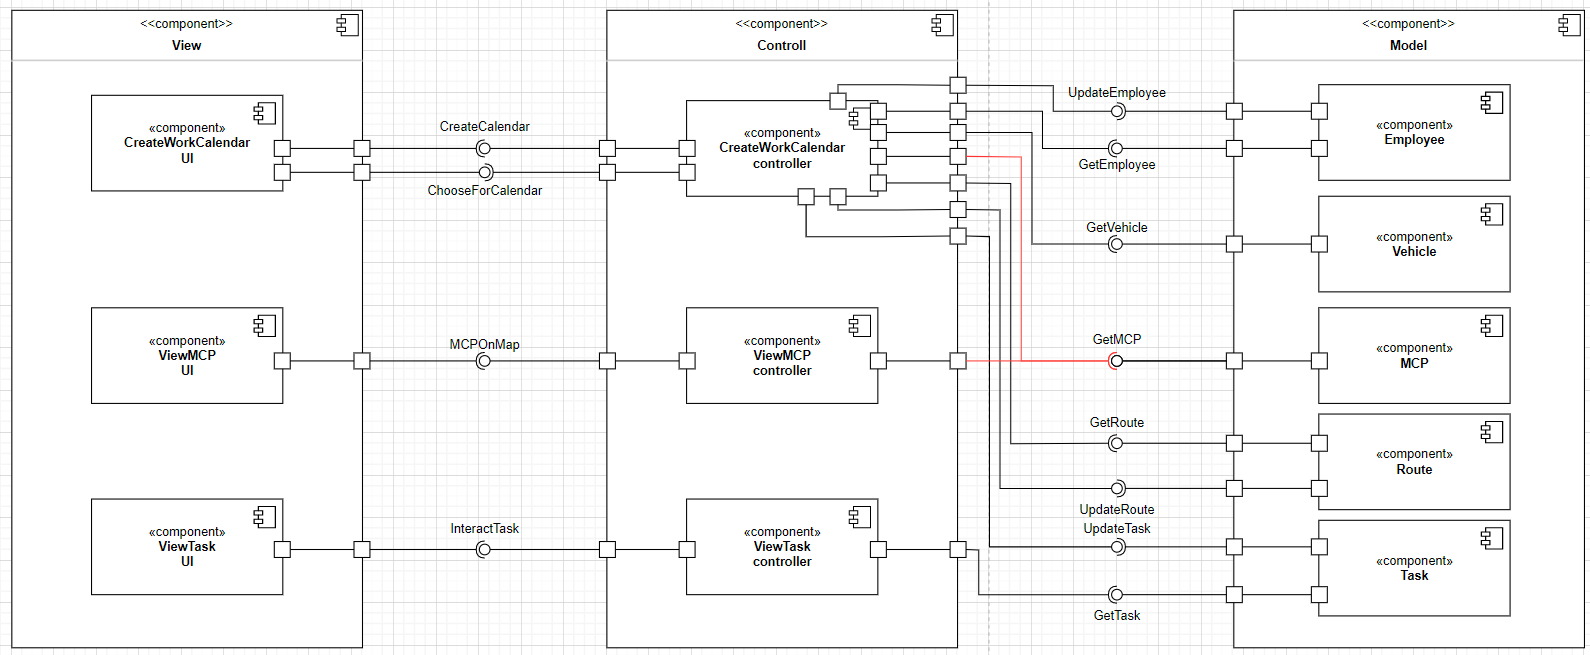 <<component>>
View
«component»
CreateWorkCalendar
UI
«component»
ViewMCP
UI
«component»
ViewTask
UI
CreateCalendar
ChooseForCalendar
MCPOnMap
InteractTask
<<component>>
Controll
«component»
CreateWorkCalendar
controller
«component»
ViewMCP
controller
«component»
ViewTask
controller
UpdateEmployee
GetEmployee
GetVehicle
GetMCP
GetRoute
UpdateRoute
UpdateTask
GetTask
<<component>>
Model
«component»
Employee
«component»
Vehicle
«component»
MCP
«component»
Route
«component»
Task